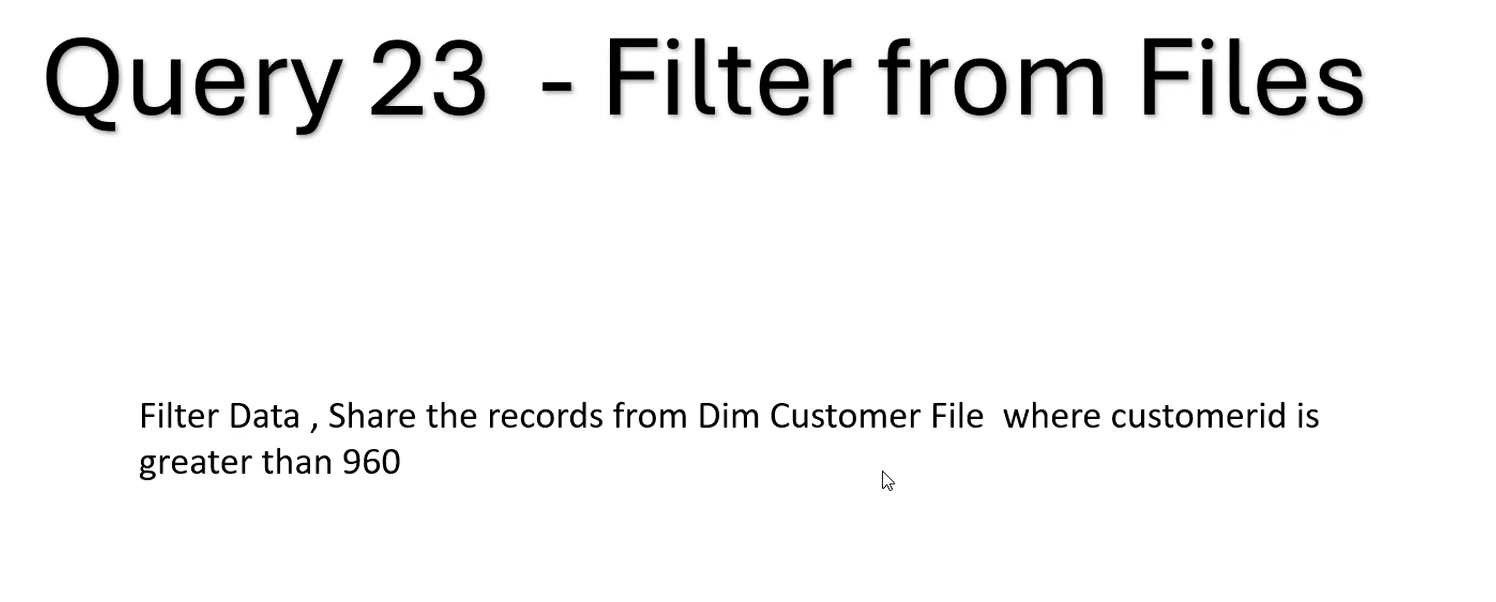 Query 23  - Filter from Files
Filter Data , Share the records from Dim Customer File  where customerid is
greater than 960